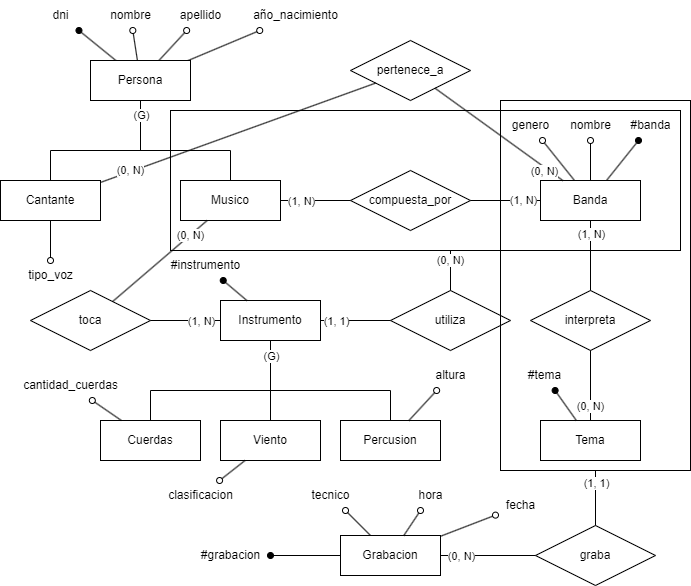 dni
nombre
apellido
año_nacimiento
Persona
pertenece_a
(G)
genero
nombre
#banda
(0, N)
(0, N)
Cantante
Musico
(1, N)
compuesta_por
(1, N)
Banda
(0, N)
(1, N)
tipo_voz
#instrumento
(0, N)
toca
(1, N)
Instrumento
(1, 1)
utiliza
interpreta
(G)
cantidad_cuerdas
altura
#tema
(0, N)
Cuerdas
Viento
Percusion
Tema
clasificacion
(1, 1)
tecnico
hora
fecha
#grabacion
Grabacion
(0, N)
graba